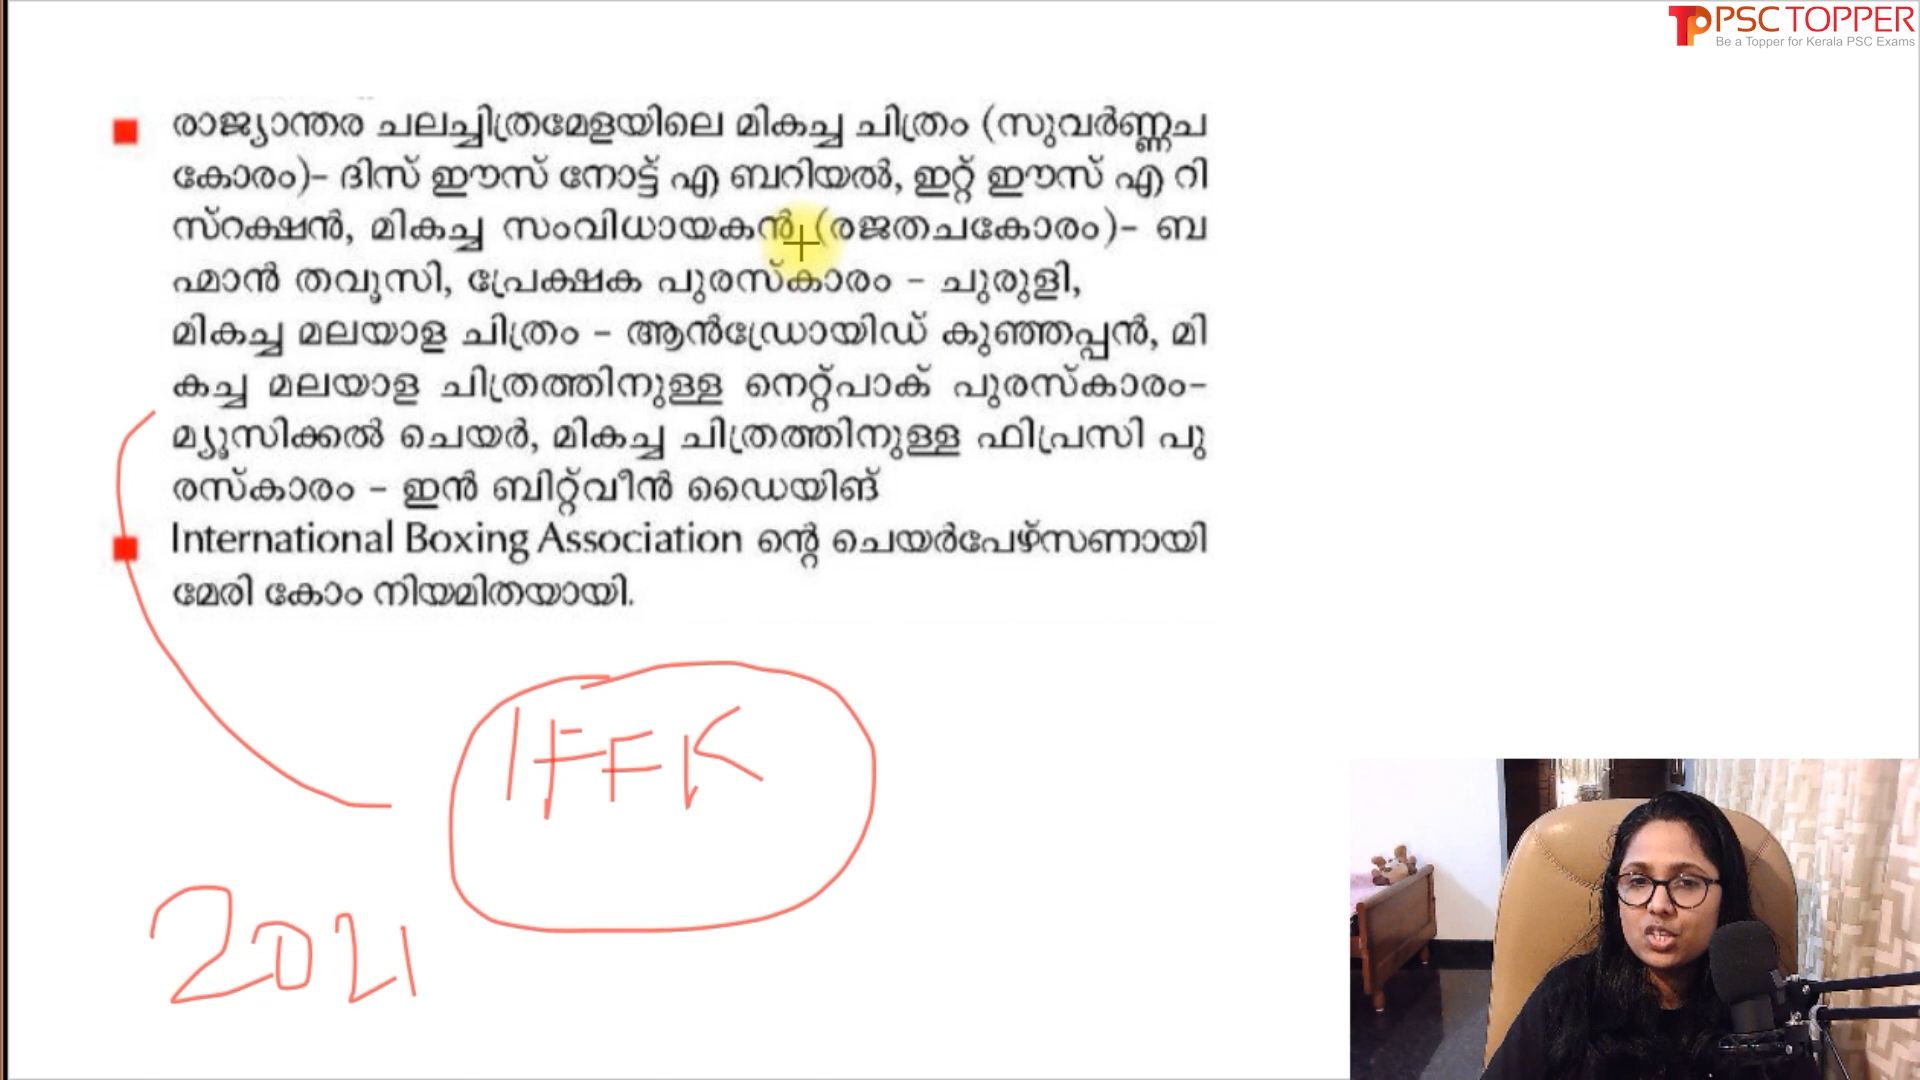 PSC TOPPER
Be a Topper for Kerala PSC Exams
രാജ്യാന്തര ചലച്ചിത്രമേളയിലെ മികച്ച ചിത്രം (സുവർണ്ണച
കോരം)- ദിസ് ഈസ് നോട്ട് എ ബറിയൽ, ഇറ്റ് ഈസ് എ റി
സ്റക്ഷൻ, മികച്ച സംവിധായകൻ (രജതചകോരം)- ബ
ഹ്മാൻ തവൂസി, പ്രേക്ഷക പുരസ്കാരം - ചുരുളി,
മികച്ച മലയാള ചിത്രം - ആൻഡ്രോയിഡ് കുഞ്ഞപ്പൻ, മി
കച്ച മലയാള ചിത്രത്തിനുള്ള നെറ്റ്പാക് പുരസ്കാരം-
മ്യൂസിക്കൽ ചെയർ, മികച്ച ചിത്രത്തിനുള്ള ഫിപ്രസി പു
രസ്കാരം - ഇൻ ബിറ്റ്‌വീൻ ഡൈയിങ്
International Boxing Association ന്റെ ചെയർപേഴ്സണായി
മേരി കോം നിയമിതയായി.
IFFK
2021